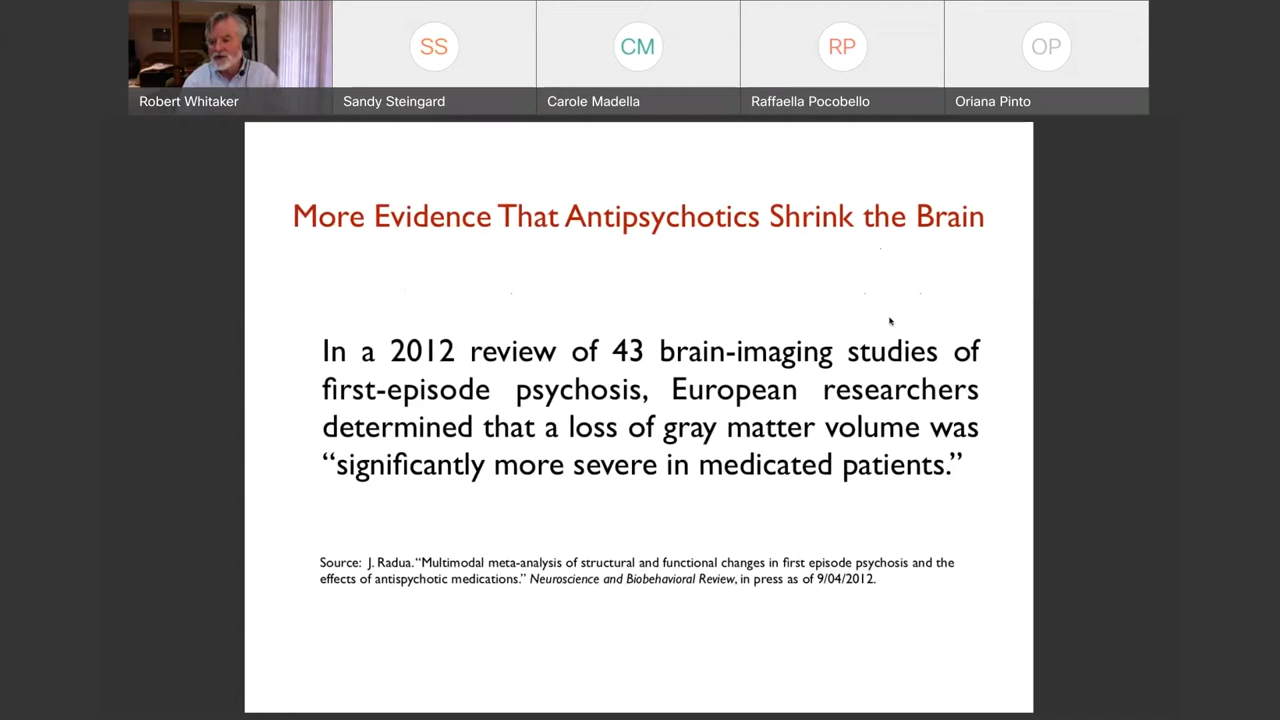 SS
CM
RP
OP
Robert Whitaker
Sandy Steingard
Carole Madella
Raffaella Pocobello
Oriana Pinto
More Evidence That Antipsychotics Shrink the Brain
In a 2012 review of 43 brain-imaging studies of
first-episode psychosis, European researchers
determined that a loss of gray matter volume was
“significantly more severe in medicated patients.”
Source: J. Radua. “Multimodal meta-analysis of structural and functional changes in first episode psychosis and the
effects of antispychotic medications.” Neuroscience and Biobehavioral Review, in press as of 9/04/2012.